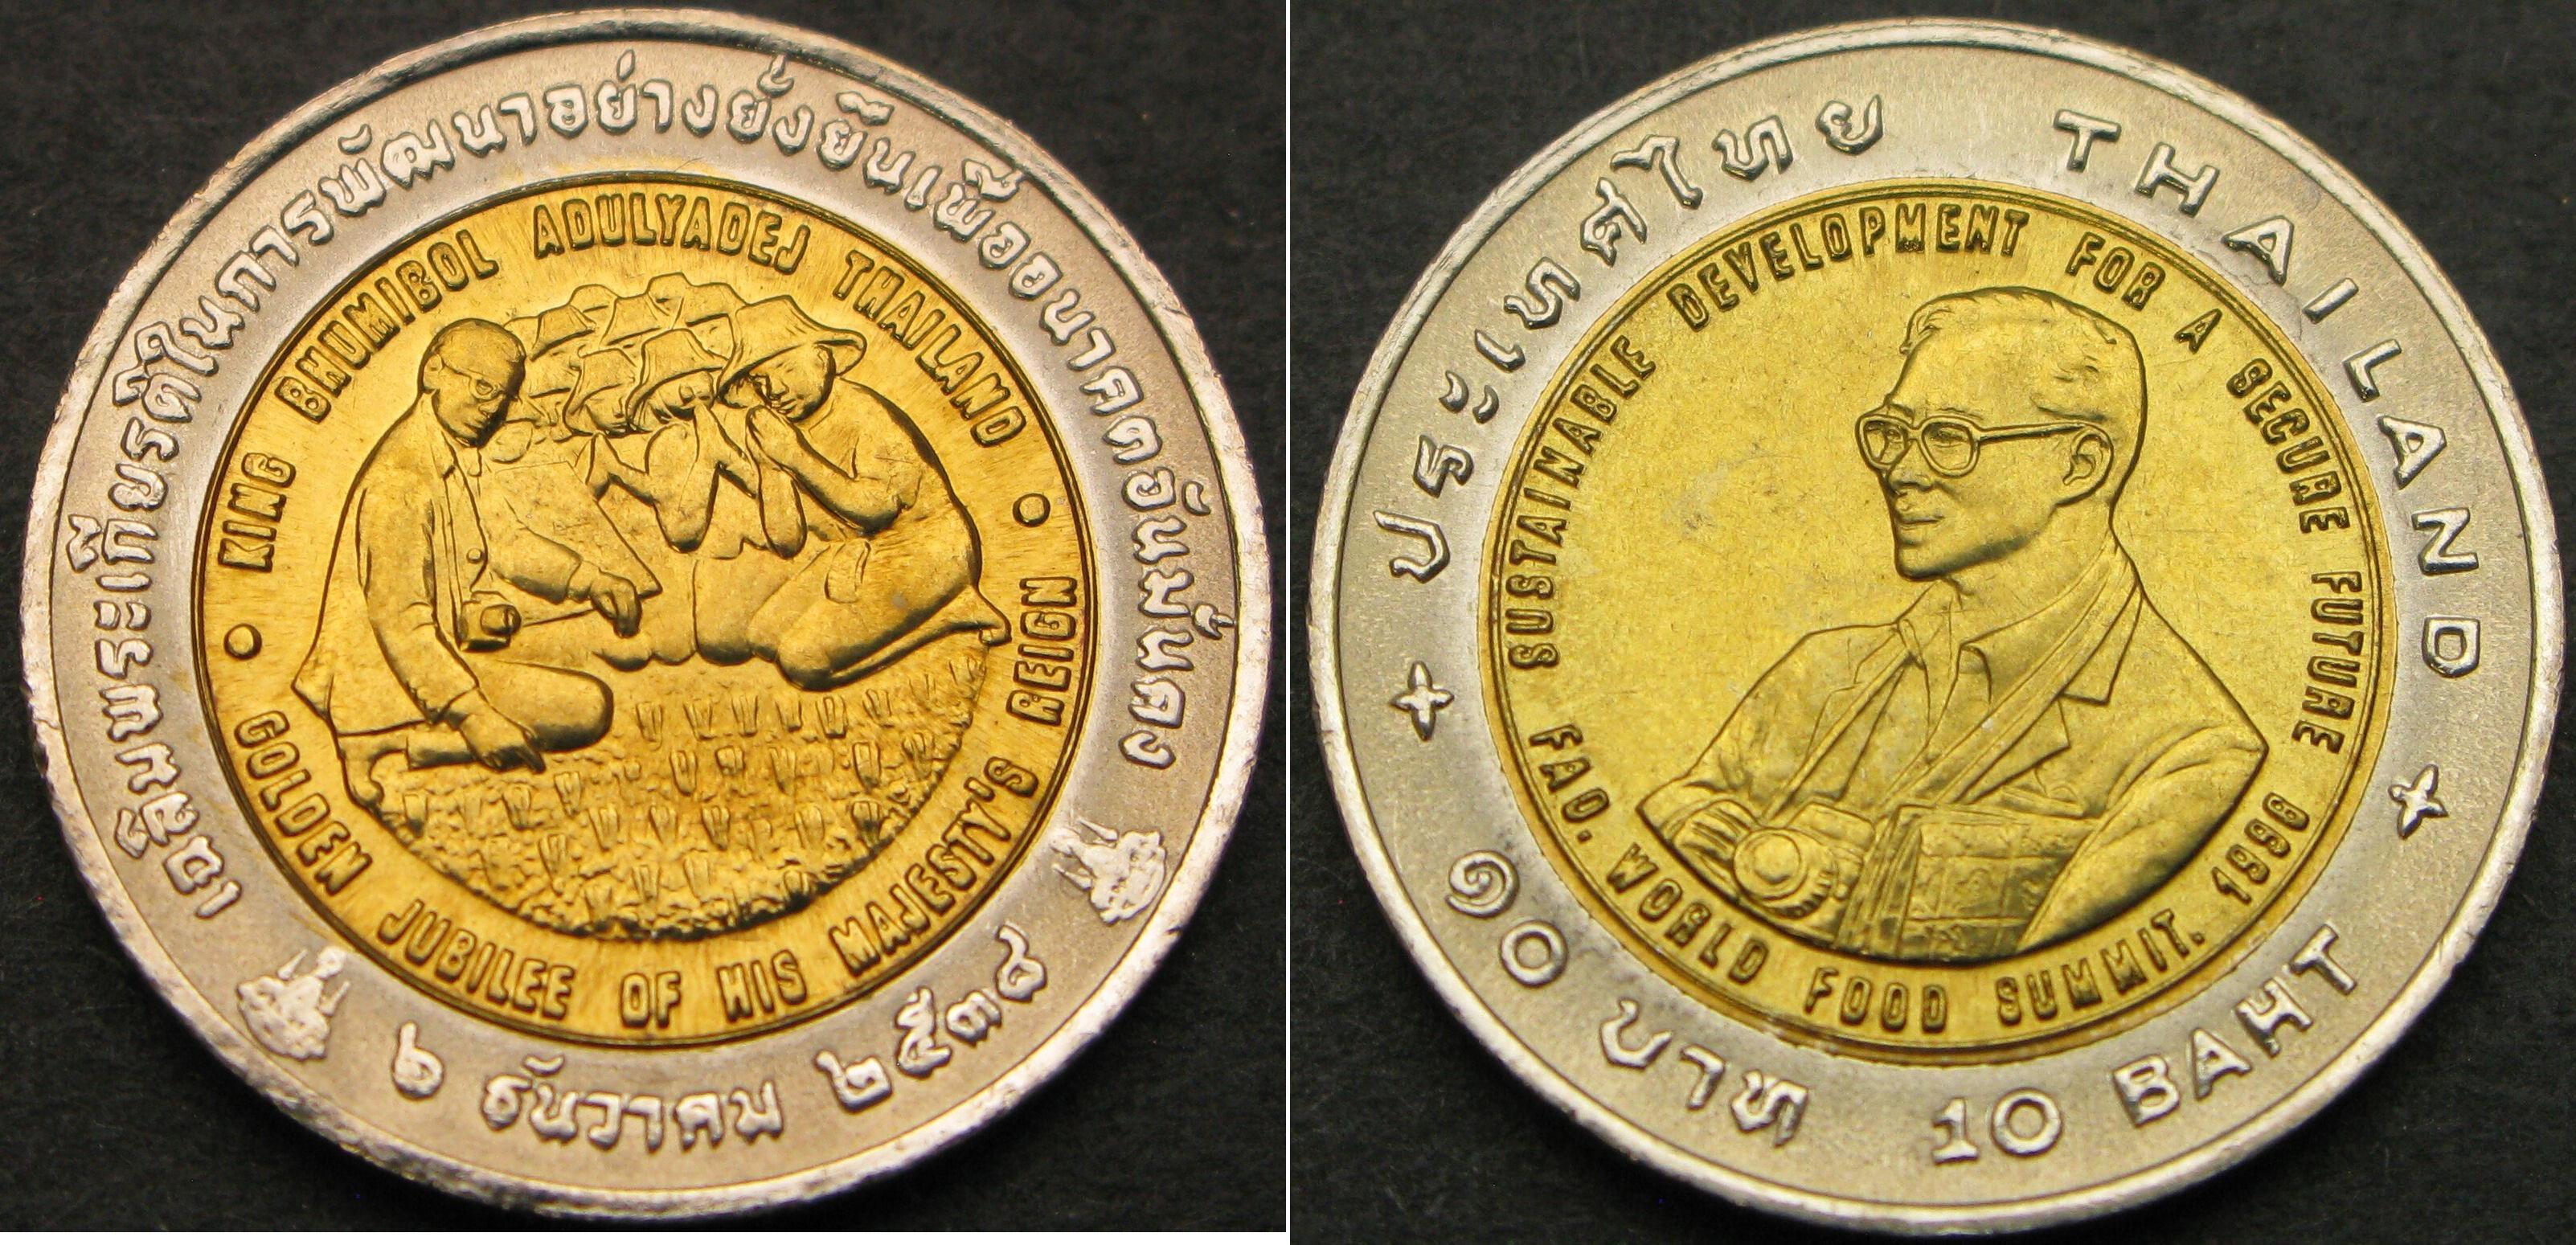 เฉลิมพระเกียรติในการพัฒนาอย่างยั่งยืนเพื่ออนาคตอันมั่นคง
KING BHUMIBOL ADULYADEJ THAILAND
GOLDEN JUBILEE OF HIS MAJESTY'S REIGN
๖ ธันวาคม ๒๕๓๘
ประเทศไทย THAILAND
SUSTAINABLE DEVELOPMENT FOR A SECURE FUTURE
FAO. WORLD FOOD SUMMIT. 1996
๑๐ บาท 10 BAHT